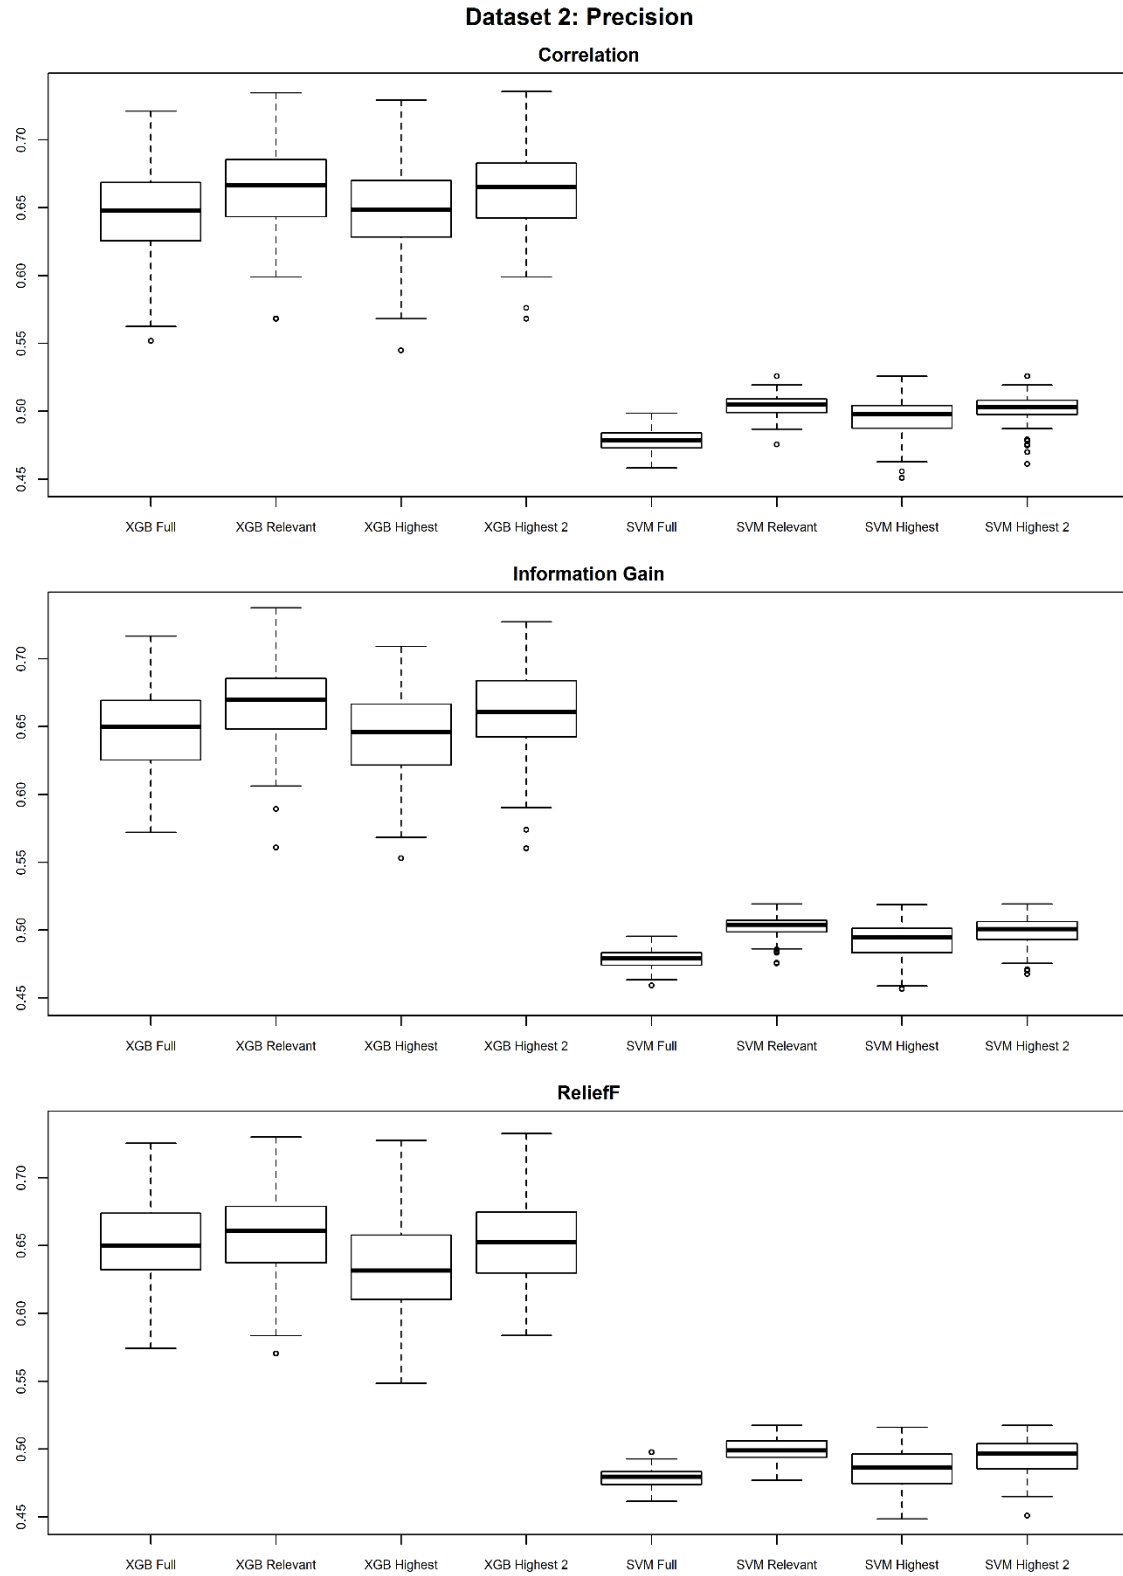 Dataset 2: Precision
Correlation
0.70
0.65
0.60
0.55
0.50
0.45
XGB Full XGB Relevant XGB Highest XGB Highest 2 SVM Full SVM Relevant SVM Highest SVM Highest 2
Information Gain
0.70
0.65
0.60
0.55
0.50
0.45
XGB Full XGB Relevant XGB Highest XGB Highest 2 SVM Full SVM Relevant SVM Highest SVM Highest 2
ReliefF
0.70
0.65
0.60
0.55
0.50
0.45
XGB Full XGB Relevant XGB Highest XGB Highest 2 SVM Full SVM Relevant SVM Highest SVM Highest 2